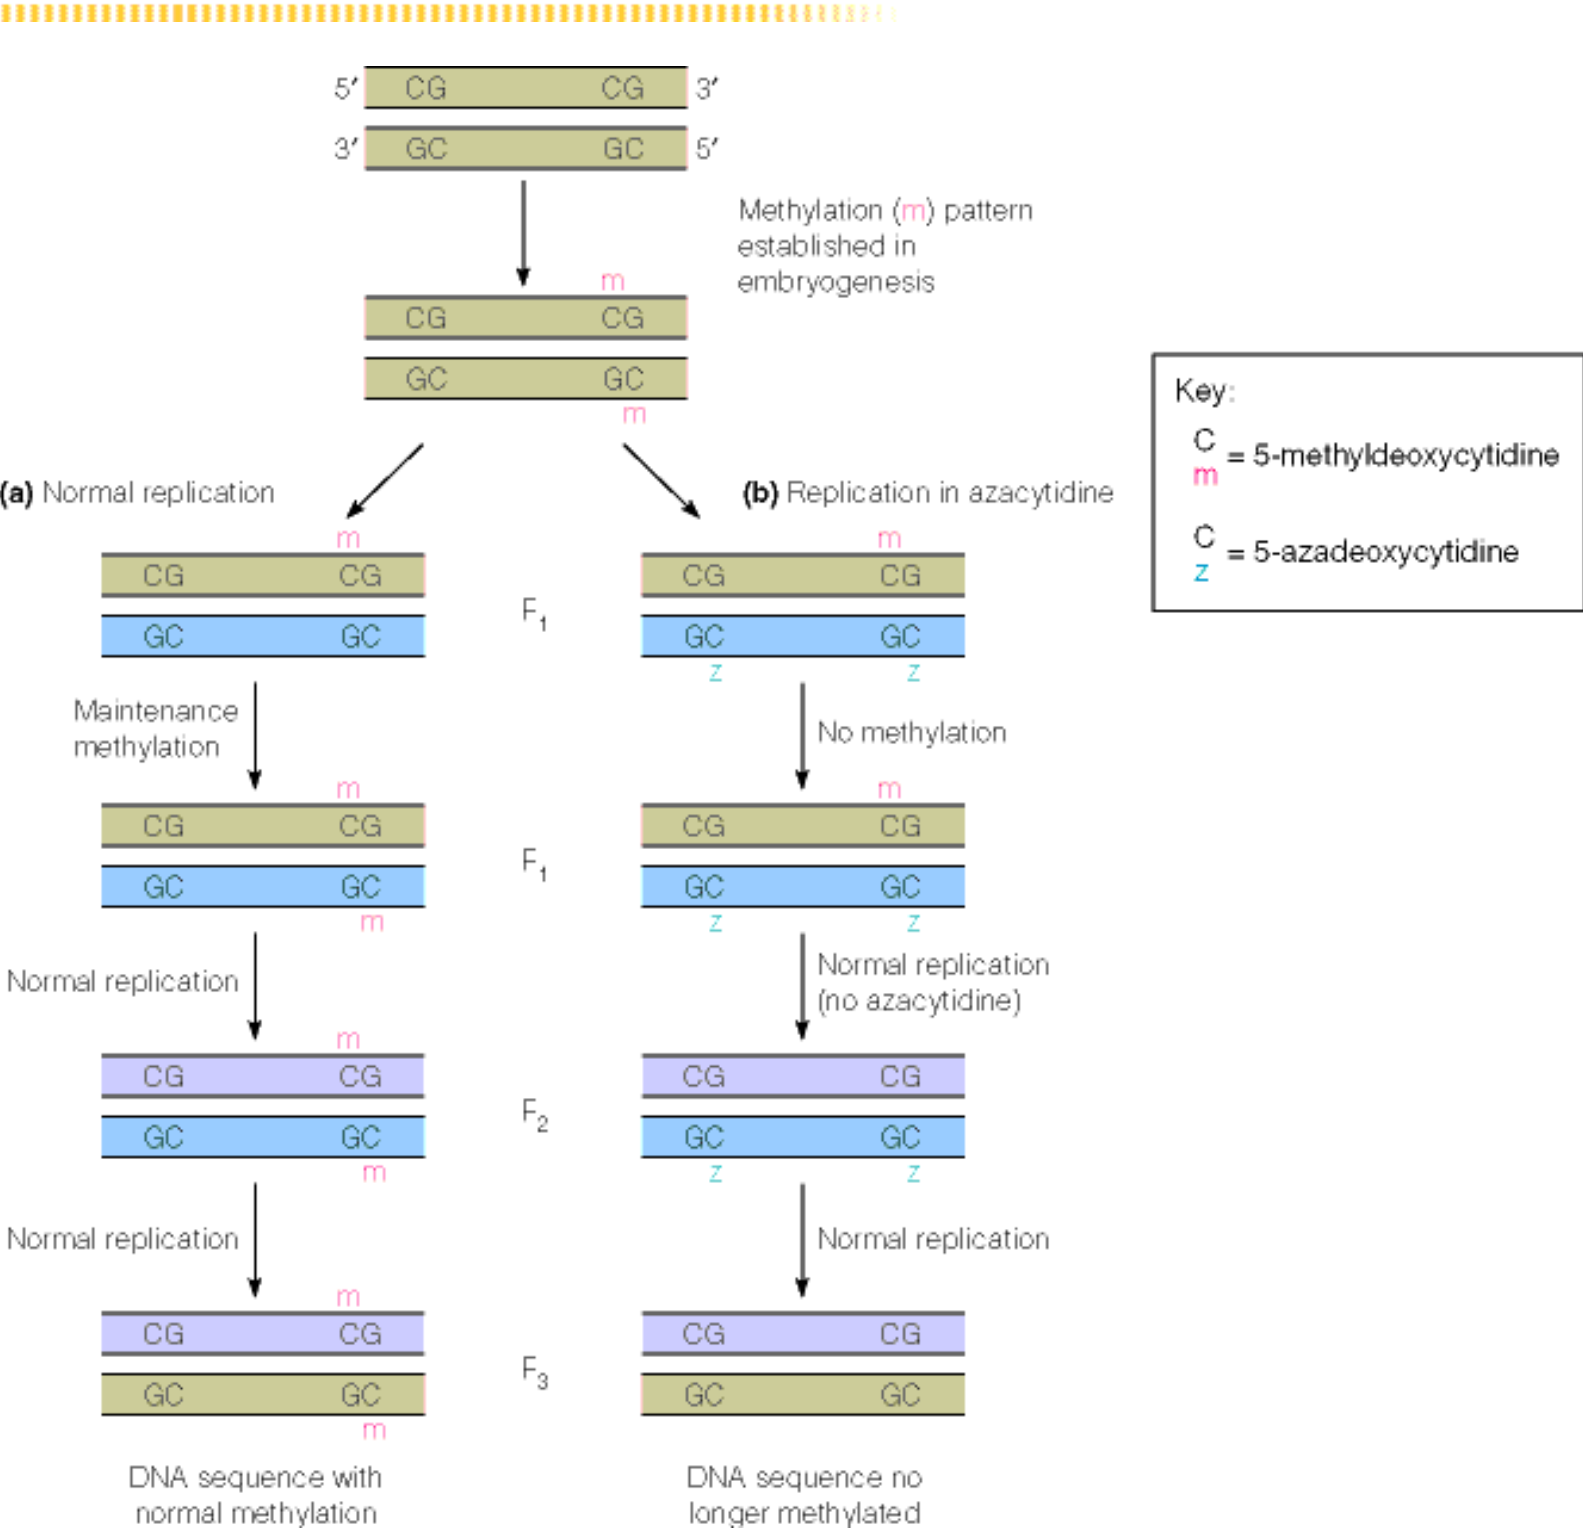 5′ CG CG 3′
3′ GC GC 5′
Methylation (m) pattern
established in
embryogenesis
m
CG CG
GC GC
m
Key:
C
m = 5-methyldeoxycytidine
C
z = 5-azadeoxycytidine
(a) Normal replication
(b) Replication in azacytidine
m m
CG CG CG CG
F1
GC GC GC GC
z z
Maintenance
methylation
No methylation
m m
CG CG CG CG
F1
GC GC GC GC
m z z
Normal replication
Normal replication
(no azacytidine)
m
CG CG CG CG
F2
GC GC GC GC
m z z
Normal replication Normal replication
m
CG CG CG CG
F3
GC GC GC GC
m
DNA sequence with
normal methylation
DNA sequence no
longer methylated